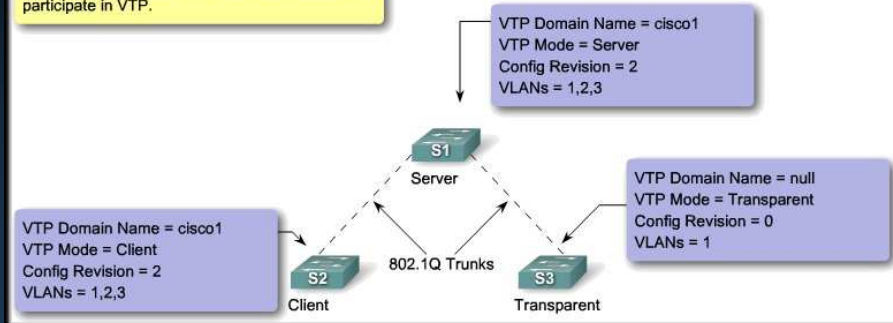 participate in VTP.
VTP Domain Name = cisco1
VTP Mode = Server
Config Revision = 2
VLANs = 1,2,3
S1
Server
VTP Domain Name = null
VTP Mode = Transparent
Config Revision = 0
VLANs = 1
VTP Domain Name = cisco1
VTP Mode = Client
Config Revision = 2
VLANs = 1,2,3
802.1Q Trunks
S2
S3
Client
Transparent